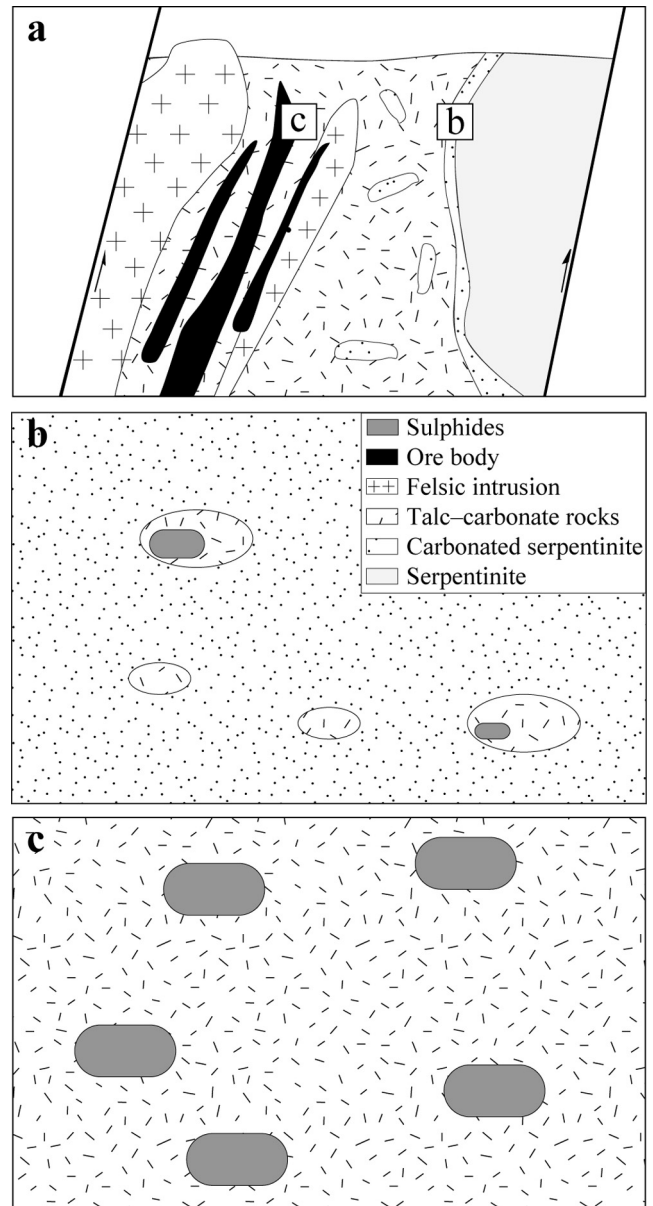 a
c
b
b
Sulphides
Ore body
Felsic intrusion
Talc–carbonate rocks
Carbonated serpentinite
Serpentinite
c